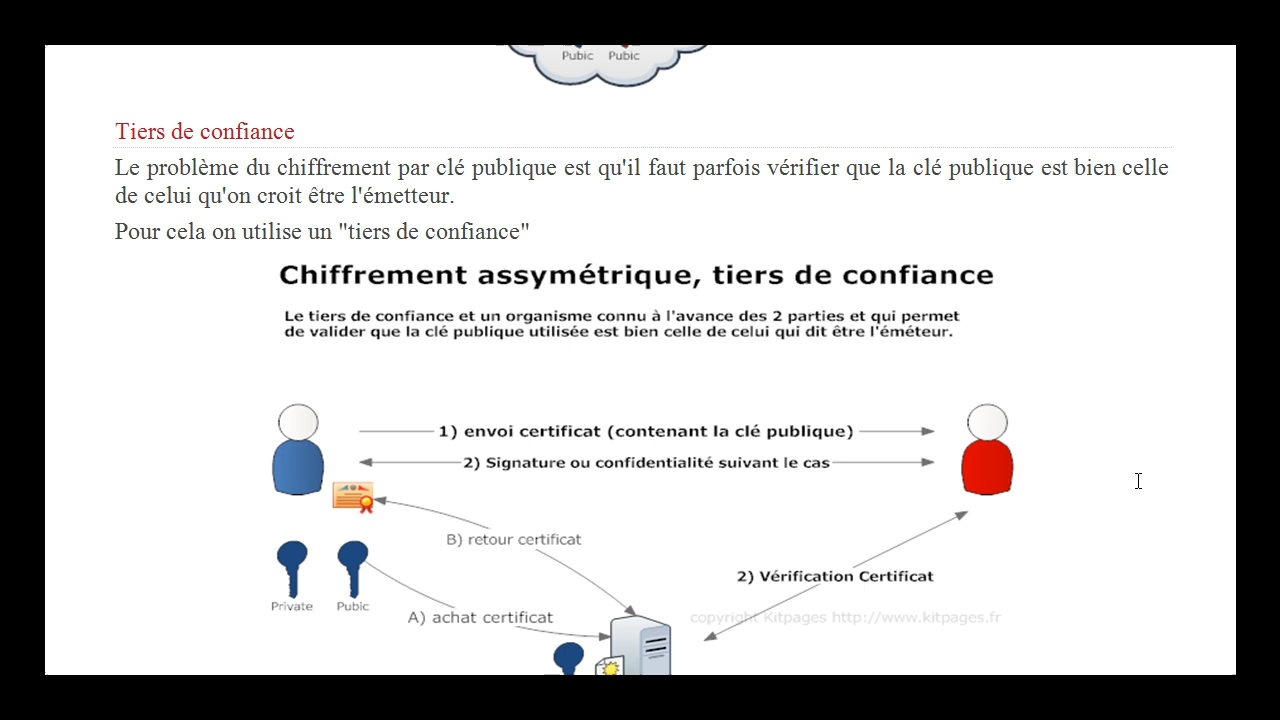 Pubic Pubic
Tiers de confiance
Le problème du chiffrement par clé publique est qu'il faut parfois vérifier que la clé publique est bien celle
de celui qu'on croit être l'émetteur.
Pour cela on utilise un "tiers de confiance"
Chiffrement assymétrique, tiers de confiance
Le tiers de confiance et un organisme connu à l'avance des 2 parties et qui permet
de valider que la clé publique utilisée est bien celle de celui qui dit être l'éméteur.
1) envoi certificat (contenant la clé publique)
2) Signature ou confidentialité suivant le cas
B) retour certificat
2) Vérification Certificat
Private Pubic
A) achat certificat
copyright Kitpages http://www.kitpages.fr